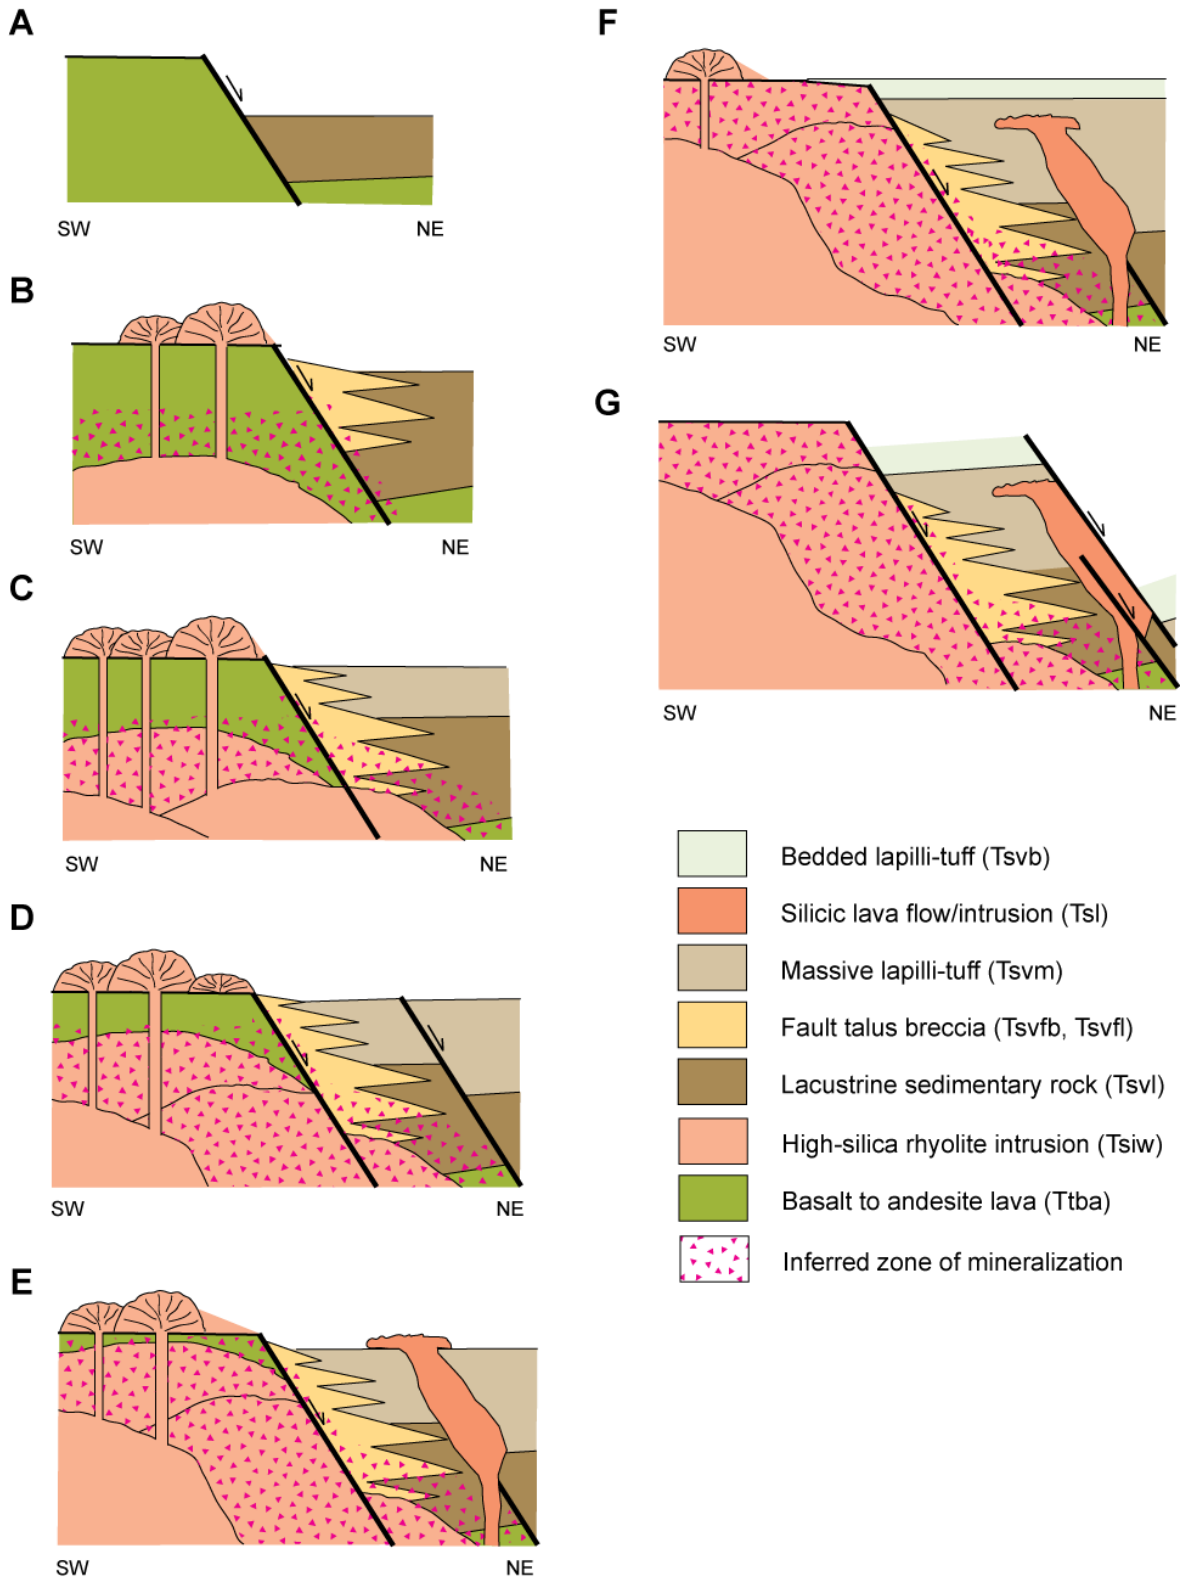 A
SW
NE
B
SW
NE
C
SW
NE
D
SW
NE
E
SW
NE
F
SW
NE
G
SW
NE
Bedded lapilli-tuff (Tsvb)
Silicic lava flow/intrusion (Tsl)
Massive lapilli-tuff (Tsvm)
Fault talus breccia (Tsvfb, Tsvfl)
Lacustrine sedimentary rock (Tsvl)
High-silica rhyolite intrusion (Tsiw)
Basalt to andesite lava (Ttba)
Inferred zone of mineralization